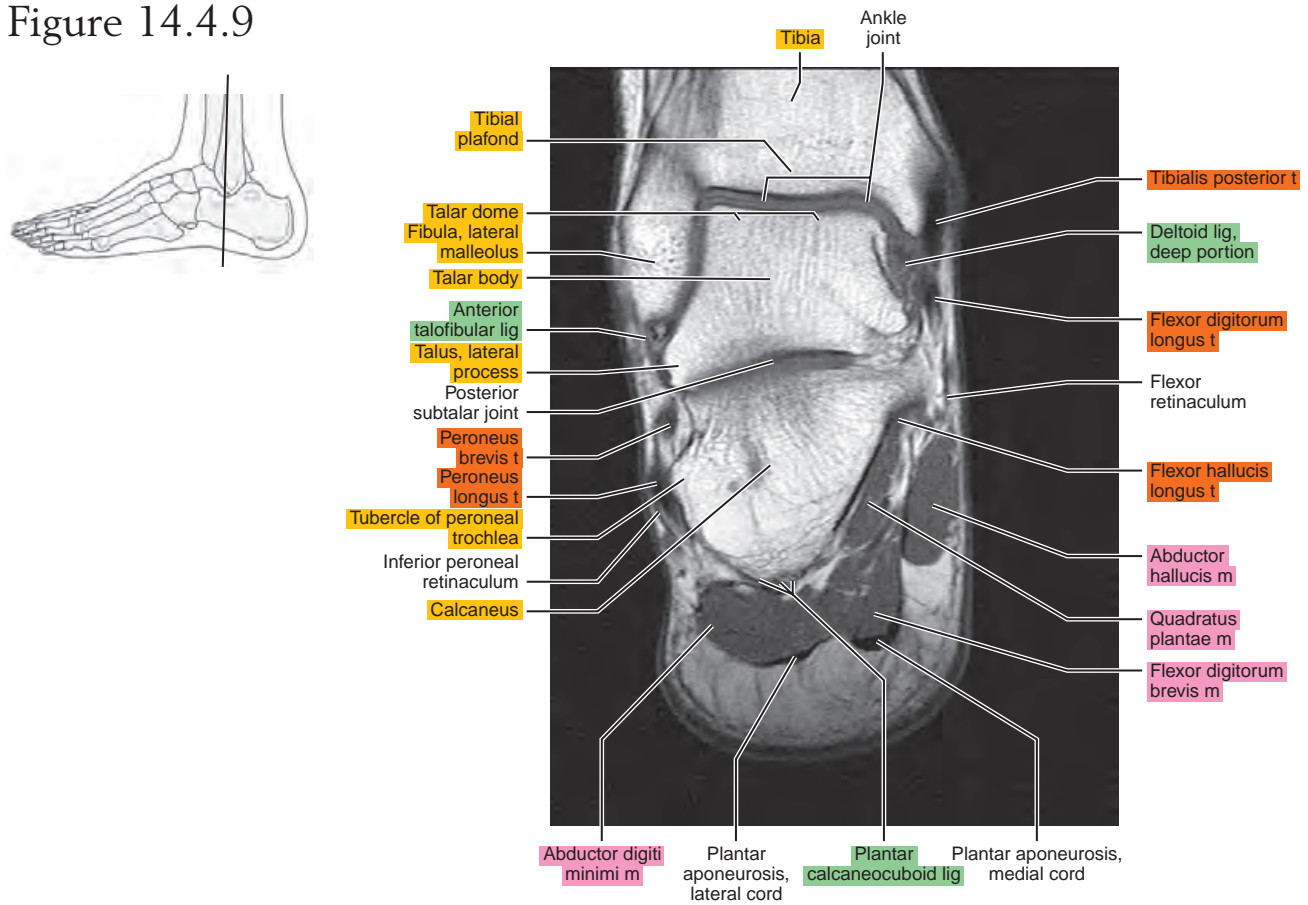 Figure 14.4.9
Tibia
Ankle
joint
Tibial
plafond
Talar dome
Fibula, lateral
malleolus
Talar body
Anterior
talofibular lig
Talus, lateral
process
Posterior
subtalar joint
Peroneus
brevis t
Peroneus
longus t
Tubercle of peroneal
trochlea
Inferior peroneal
retinaculum
Calcaneus
Tibialis posterior t
Deltoid lig,
deep portion
Flexor digitorum
longus t
Flexor
retinaculum
Flexor hallucis
longus t
Abductor
hallucis m
Quadratus
plantae m
Flexor digitorum
brevis m
Abductor digiti
minimi m
Plantar
aponeurosis,
lateral cord
Plantar
calcaneocuboid lig
Plantar aponeurosis,
medial cord